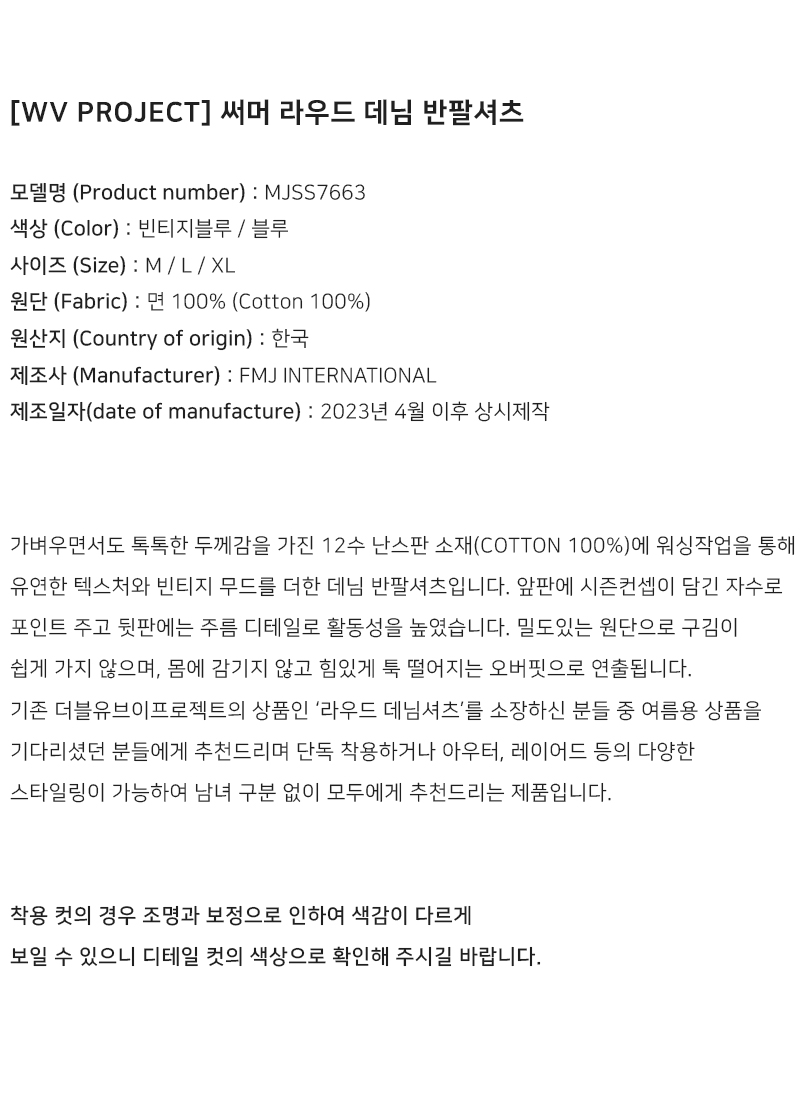 [WV PROJECT] 써머 라우드 데님 반팔셔츠
모델명 (Product number) : MJSS7663
색상 (Color) : 빈티지블루 / 블루
사이즈 (Size) : M / L / XL
원단 (Fabric) : 면 100% (Cotton 100%)
원산지 (Country of origin) : 한국
제조사 (Manufacturer) : FMJ INTERNATIONAL
제조일자(date of manufacture) : 2023년 4월 이후 상시제작
가벼우면서도 톡톡한 두께감을 가진 12수 난스판 소재(COTTON 100%)에 워싱작업을 통해
유연한 텍스처와 빈티지 무드를 더한 데님 반팔셔츠입니다. 앞판에 시즌컨셉이 담긴 자수로
포인트 주고 뒷판에는 주름 디테일로 활동성을 높였습니다. 밀도있는 원단으로 구김이
쉽게 가지 않으며, 몸에 감기지 않고 힘있게 툭 떨어지는 오버핏으로 연출됩니다.
기존 더블유브이프로젝트의 상품인 ‘라우드 데님셔츠’를 소장하신 분들 중 여름용 상품을
기다리셨던 분들에게 추천드리며 단독 착용하거나 아우터, 레이어드 등의 다양한
스타일링이 가능하여 남녀 구분 없이 모두에게 추천드리는 제품입니다.
착용 컷의 경우 조명과 보정으로 인하여 색감이 다르게
보일 수 있으니 디테일 컷의 색상으로 확인해 주시길 바랍니다.